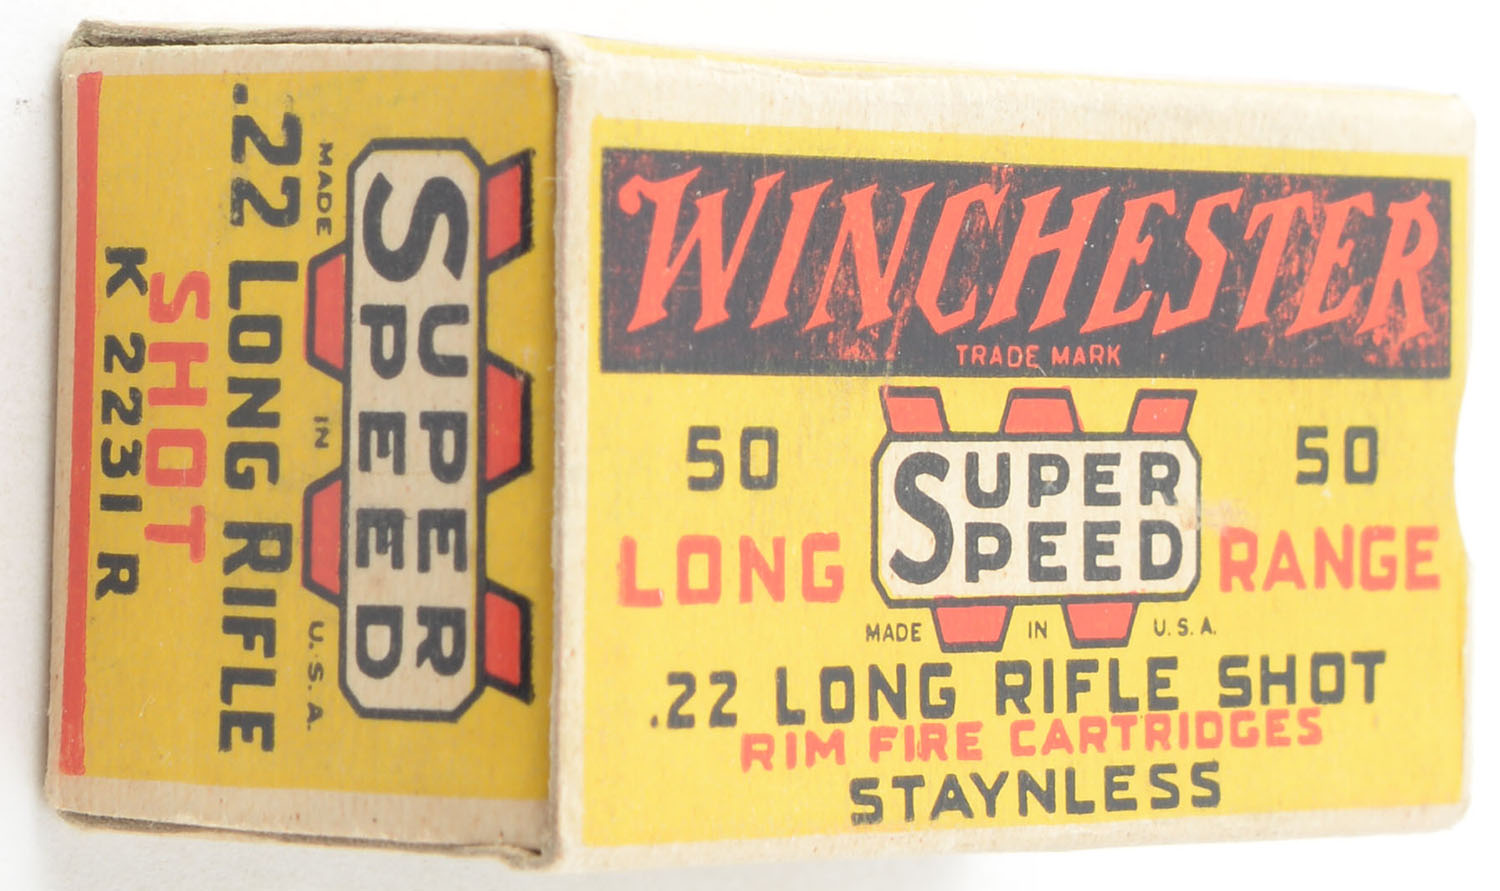 WINCHESTER
TRADE MARK
50 50
SUPER
SPEED
LONG RANGE
MADE IN U.S.A.
.22 LONG RIFLE SHOT
RIM FIRE CARTRIDGES
STAYNLESS
SUPER
SPEED
MADE IN U.S.A.
.22 LONG RIFLE
SHOT
K 2231 R